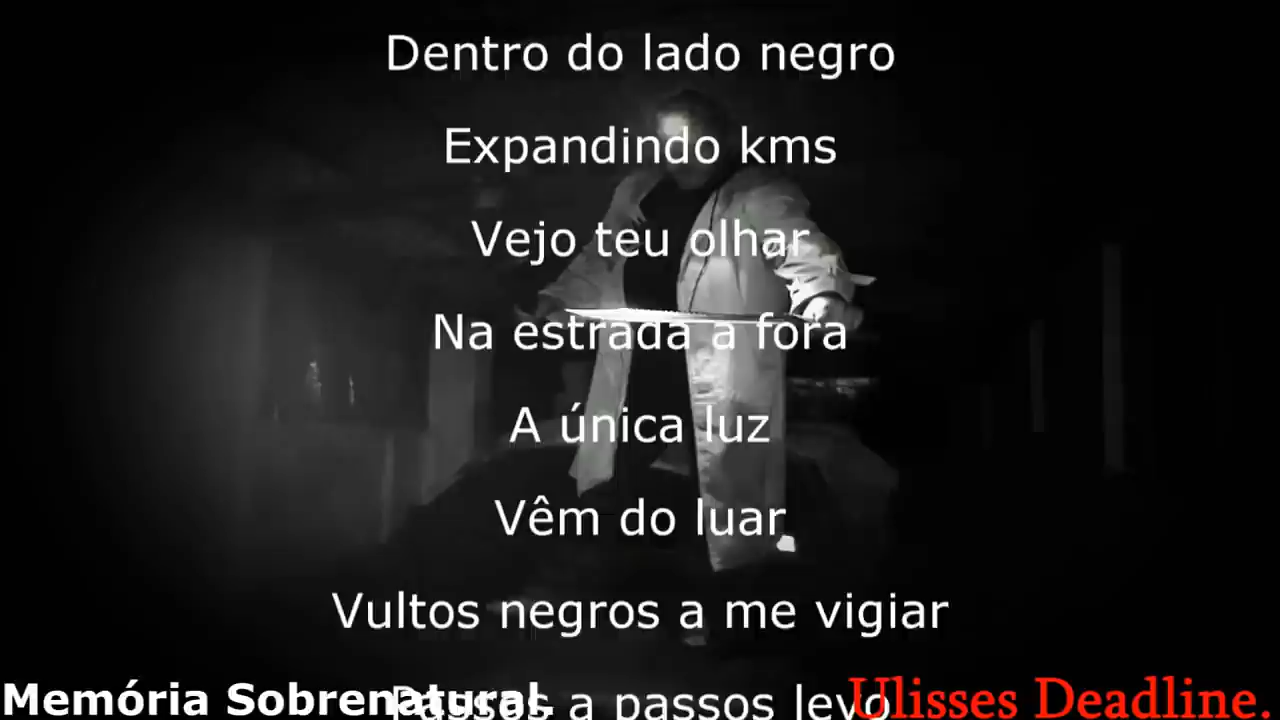 Dentro do lado negro
Expandindo kms
Vejo teu olhar
Na estrada a fora
A única luz
Vêm do luar
Vultos negros a me vigiar
Passos a passos levo
Memória Sobrenatural.
Ulisses Deadline.